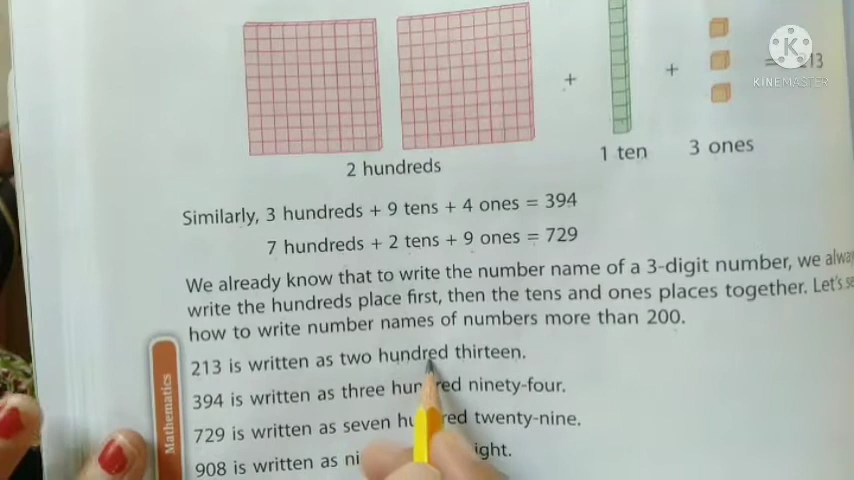 = 213
K
KINEMASTER
2 hundreds
1 ten
3 ones
Similarly, 3 hundreds + 9 tens + 4 ones = 394
7 hundreds + 2 tens + 9 ones = 729
We already know that to write the number name of a 3-digit number, we
write the hundreds place first, then the tens and ones places together. Let's
how to write number names of numbers more than 200.
213 is written as two hundred thirteen.
394 is written as three hundred ninety-four.
729 is written as seven hundred twenty-nine.
908 is written as
Mathematics